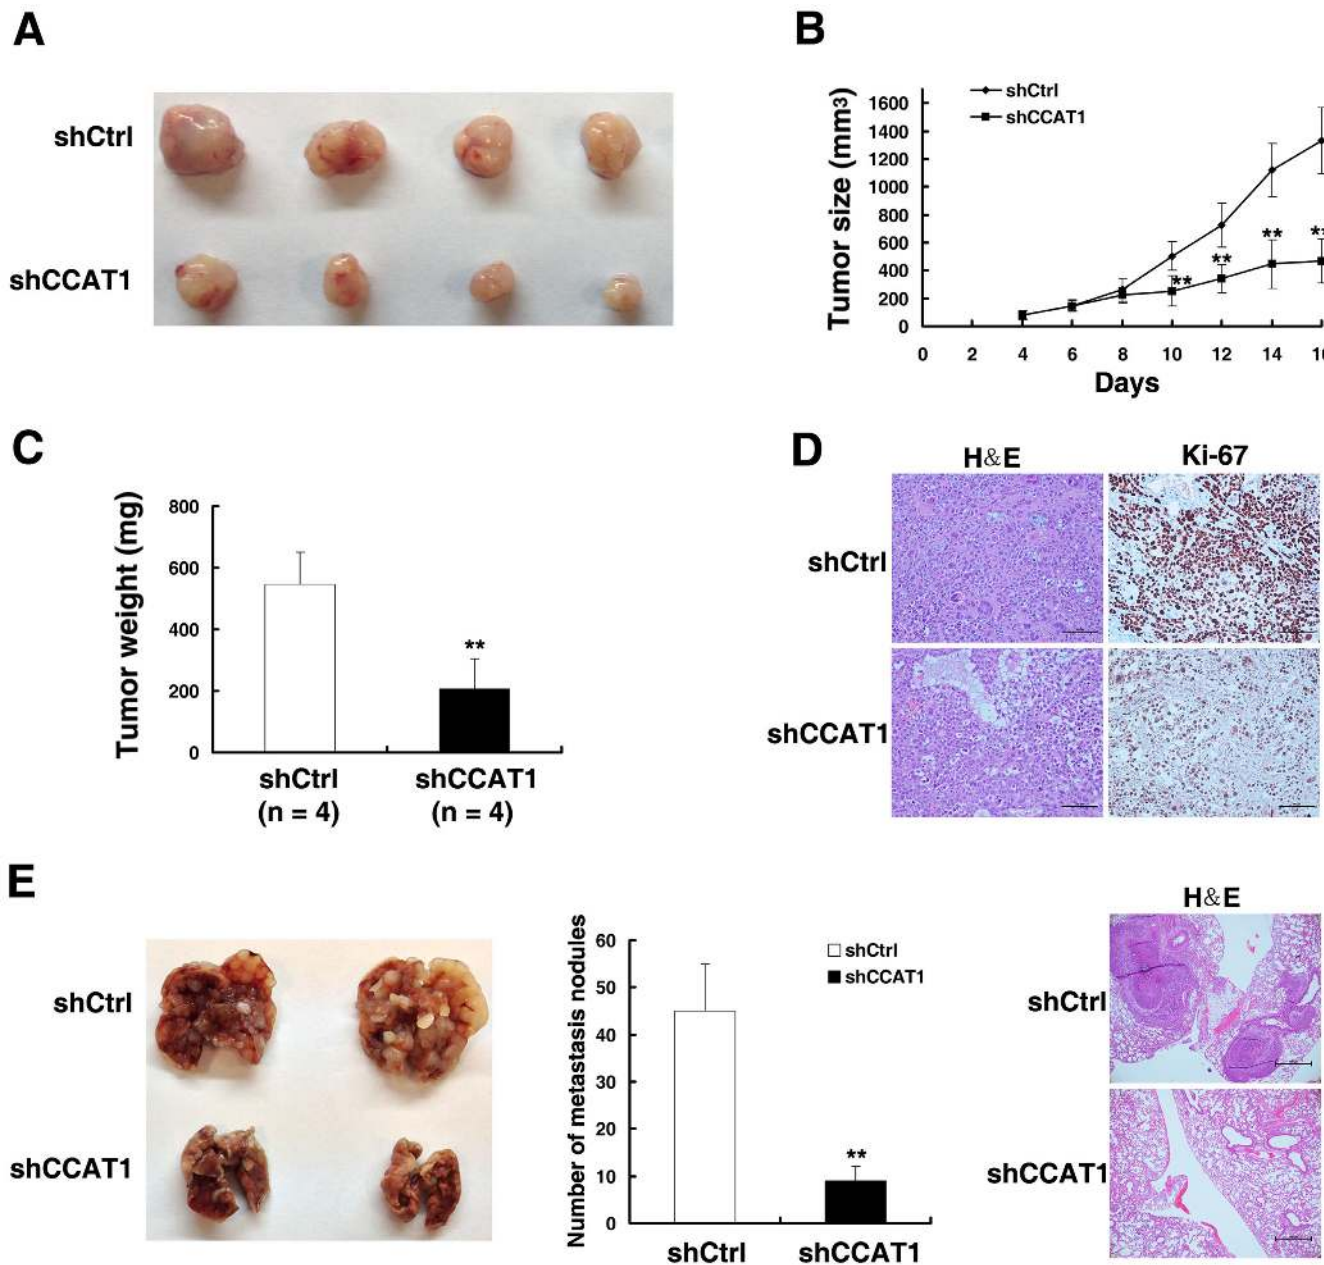 A
shCtrl
shCCAT1
B
shCtrl
shCCAT1
Tumor size (mm3)
1600
1400
1200
1000
800
600
400
200
0
**
**
**
0 2 4 6 8 10 12 14
Days
C
Tumor weight (mg)
800
600
400
200
0
**
shCtrl shCCAT1
(n = 4) (n = 4)
D
H&E Ki-67
shCtrl
shCCAT1
E
shCtrl
shCCAT1
Number of metastasis nodules
60
50
40
30
20
10
0
shCtrl
shCCAT1
**
shCtrl shCCAT1
H&E
shCtrl
shCCAT1